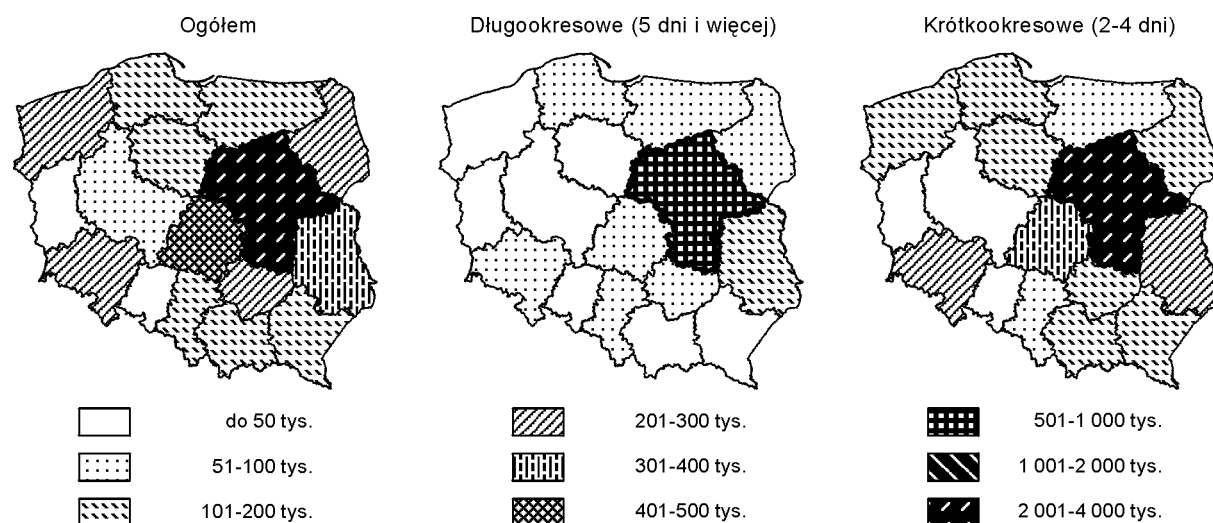 Ogółem
Długookresowe (5 dni i więcej)
Krótkookresowe (2-4 dni)
do 50 tys.
51-100 tys.
101-200 tys.
201-300 tys.
301-400 tys.
401-500 tys.
501-1 000 tys.
1 001-2 000 tys.
2 001-4 000 tys.